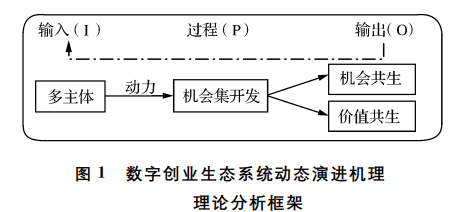 输入(I) 过程(P) 输出(O)
多主体
动力
机会集开发
机会共生
价值共生
图 1 数字创业生态系统动态演进机理
理论分析框架